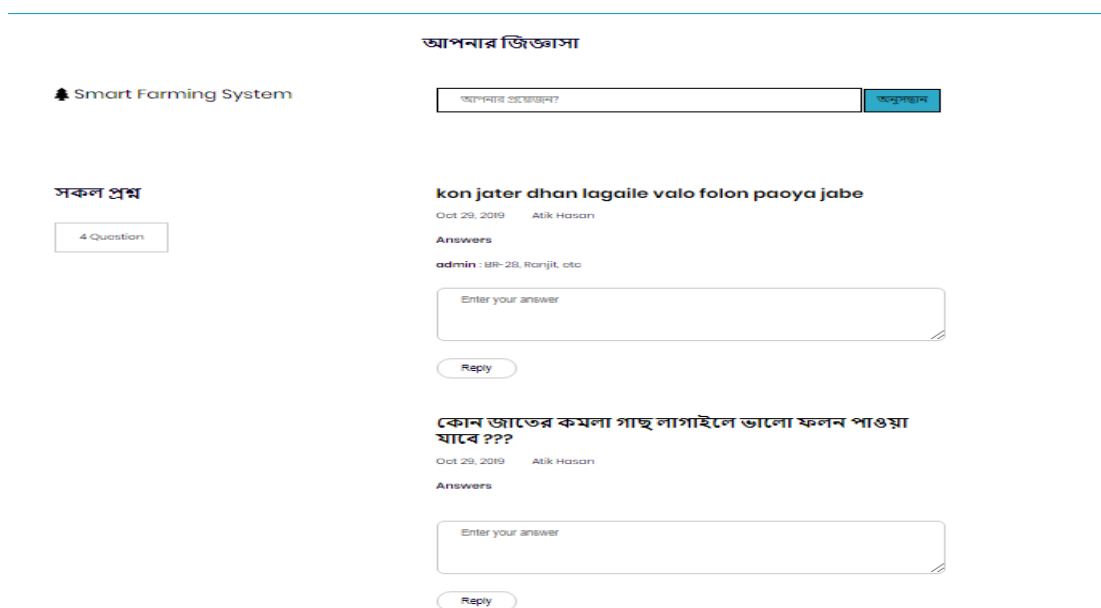 আপনার জিজ্ঞাসা
Smart Farming System
আপনার প্রয়োজন?
অনুসন্ধান
সকল প্রশ্ন
4 Question
kon jater dhan lagaile valo folon paoya jabe
Oct 29, 2019 Atik Hasan
Answers
admin : BR-28, Ranjit, etc
Enter your answer
Reply
কোন জাতের কমলা গাছ লাগাইলে ভালো ফলন পাওয়া
যাবে ???
Oct 29, 2019 Atik Hasan
Answers
Enter your answer
Reply